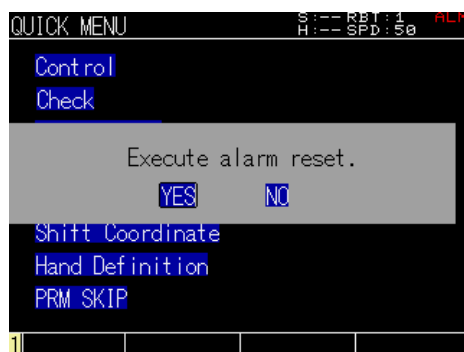 QUICK MENU
S:-- RBT:1 ALM
H:-- SPD:50
Control
Check
Execute alarm reset.
YES NO
Shift Coordinate
Hand Definition
PRM SKIP
1